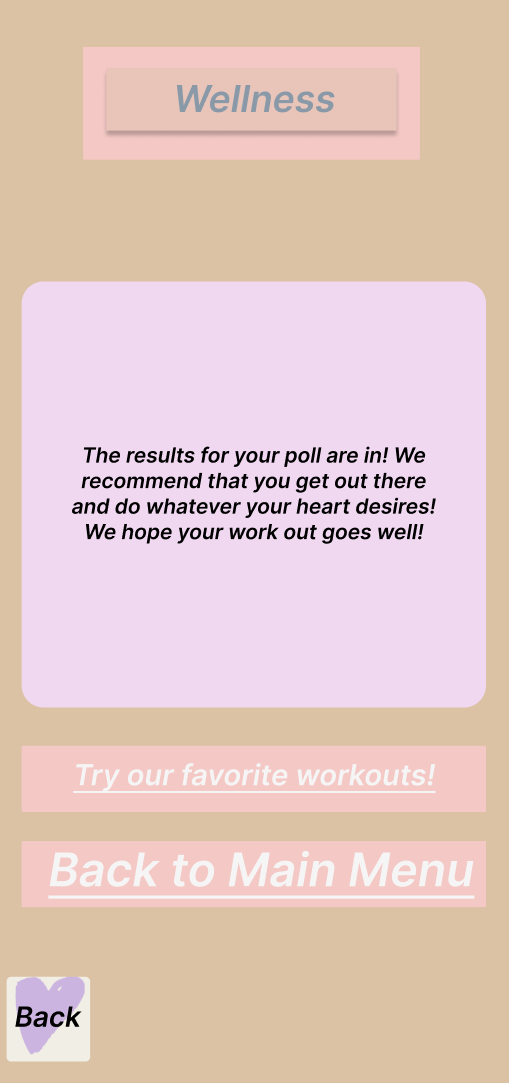 Wellness
The results for your poll are in! We
recommend that you get out there
and do whatever your heart desires!
We hope your work out goes well!
Try our favorite workouts!
Back to Main Menu
Back